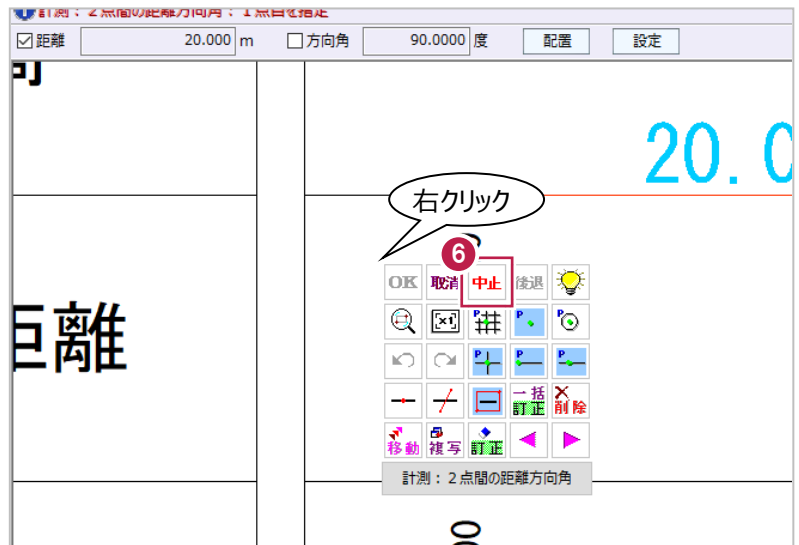 計測：２点間の距離方向角：１点目を指定
距離 20.000 m 方向角 90.0000 度 配置 設定
20.0
右クリック
6
OK 取消 中止 後退
[×1] P P P
P P P
距離
一括訂正 削除
移動 複写 訂正
計測：２点間の距離方向角
00